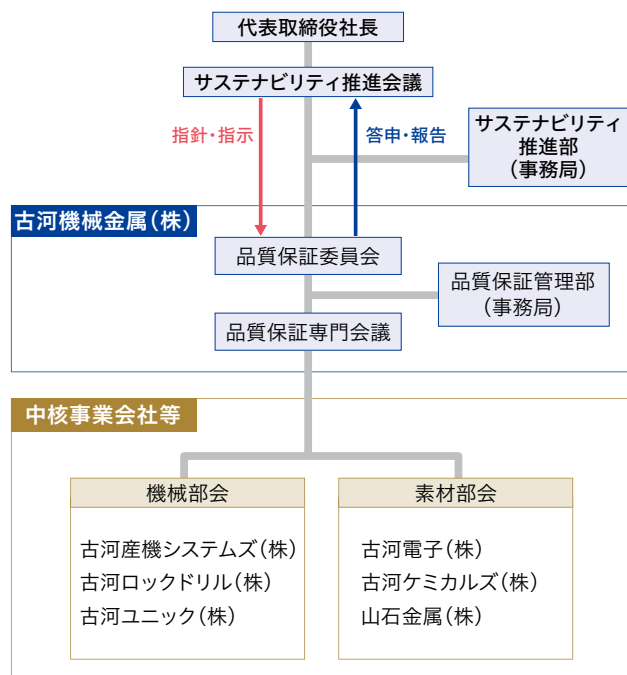 代表取締役社長
サステナビリティ推進会議
指針・指示
答申・報告
サステナビリティ
推進部
（事務局）
古河機械金属（株）
品質保証委員会
品質保証管理部
（事務局）
品質保証専門会議
中核事業会社等
機械部会
古河産機システムズ（株）
古河ロックドリル（株）
古河ユニック（株）
素材部会
古河電子（株）
古河ケミカルズ（株）
山石金属（株）